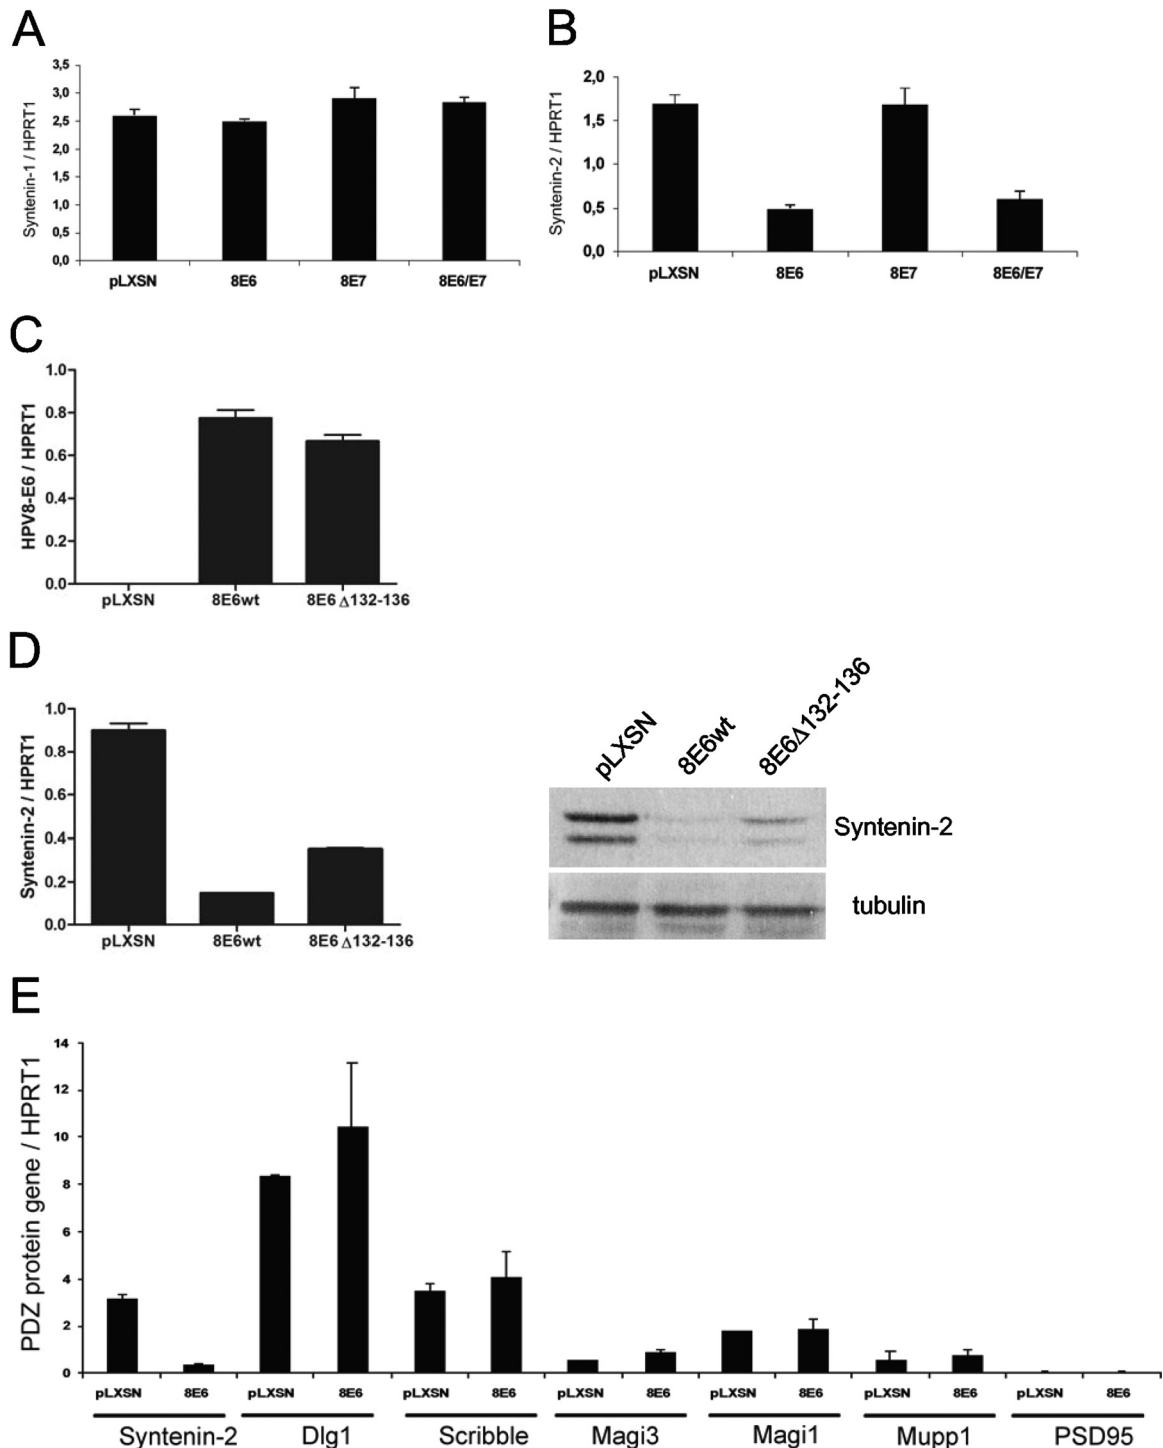 A
Syntenin-1 / HPRT1
3,5
3,0
2,5
2,0
1,5
1,0
0,5
0,0
pLXSN 8E6 8E7 8E6/E7
B
Syntenin-2 / HPRT1
2,0
1,5
1,0
0,5
0,0
pLXSN 8E6 8E7 8E6/E7
C
HPV8-E6 / HPRT1
1.0
0.8
0.6
0.4
0.2
0.0
pLXSN 8E6wt 8E6 Δ132-136
D
Syntenin-2 / HPRT1
1.0
0.8
0.6
0.4
0.2
0.0
pLXSN 8E6wt 8E6 Δ132-136
pLXSN 8E6wt 8E6Δ132-136
Syntenin-2
tubulin
E
PDZ protein gene / HPRT1
14
12
10
8
6
4
2
0
pLXSN 8E6 pLXSN 8E6 pLXSN 8E6 pLXSN 8E6 pLXSN 8E6 pLXSN 8E6 pLXSN 8E6
Syntenin-2 Dlg1 Scribble Magi3 Magi1 Mupp1 PSD95